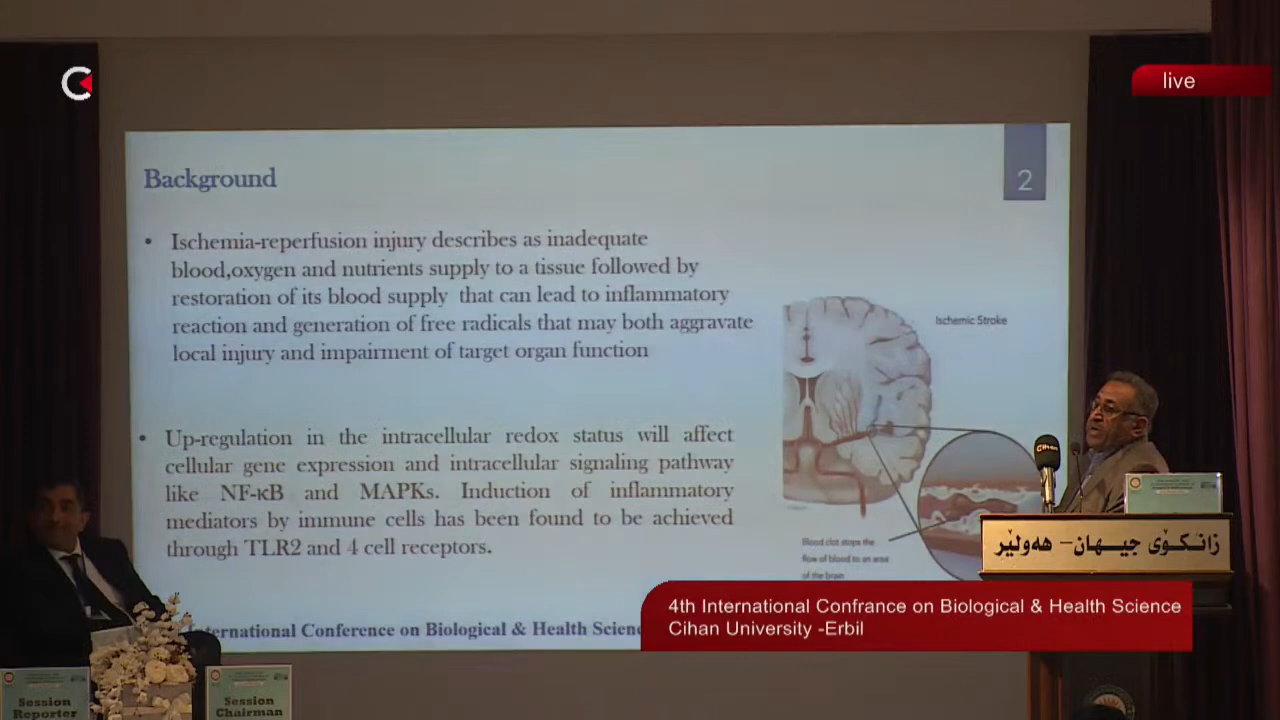 live
Background
2
• Ischemia-reperfusion injury describes as inadequate
blood,oxygen and nutrients supply to a tissue followed by
restoration of its blood supply that can lead to inflammatory
reaction and generation of free radicals that may both aggravate
local injury and impairment of target organ function
• Up-regulation in the intracellular redox status will affect
cellular gene expression and intracellular signaling pathway
like NF-κB and MAPKs. Induction of inflammatory
mediators by immune cells has been found to be achieved
through TLR2 and 4 cell receptors.
Ischemic Stroke
Blood clot stops the
flow of blood to an area
of the brain
Cihan
زانكۆی جیهان - هەولێر
4th International Confrance on Biological & Health Science
Cihan University -Erbil
ternational Conference on Biological & Health Scien
Session
Reporter
Session
Chairman